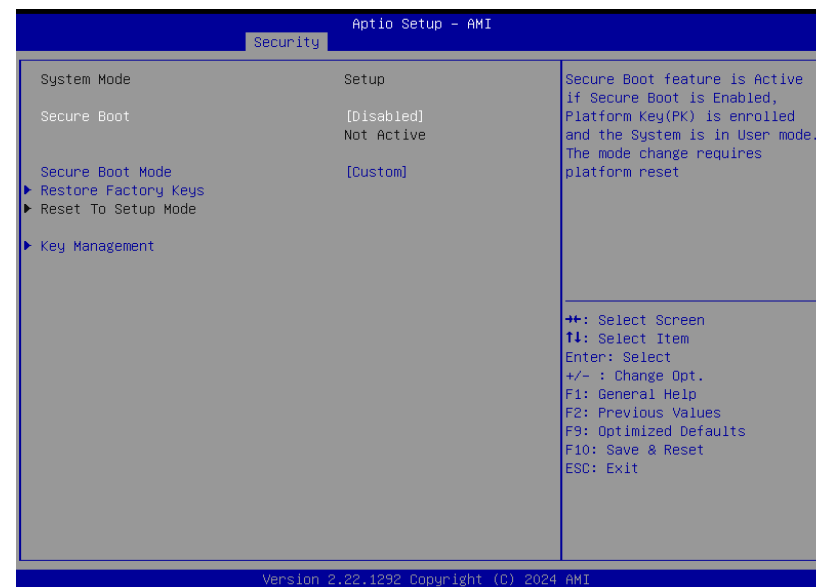 Aptio Setup – AMI
Security
System Mode Setup
Secure Boot [Disabled]
Not Active
Secure Boot Mode [Custom]
▶ Restore Factory Keys
▶ Reset To Setup Mode
▶ Key Management
Secure Boot feature is Active
if Secure Boot is Enabled,
Platform Key(PK) is enrolled
and the System is in User mode.
The mode change requires
platform reset
→←: Select Screen
↑↓: Select Item
Enter: Select
+/- : Change Opt.
F1: General Help
F2: Previous Values
F9: Optimized Defaults
F10: Save & Reset
ESC: Exit
Version 2.22.1292 Copyright (C) 2024 AMI